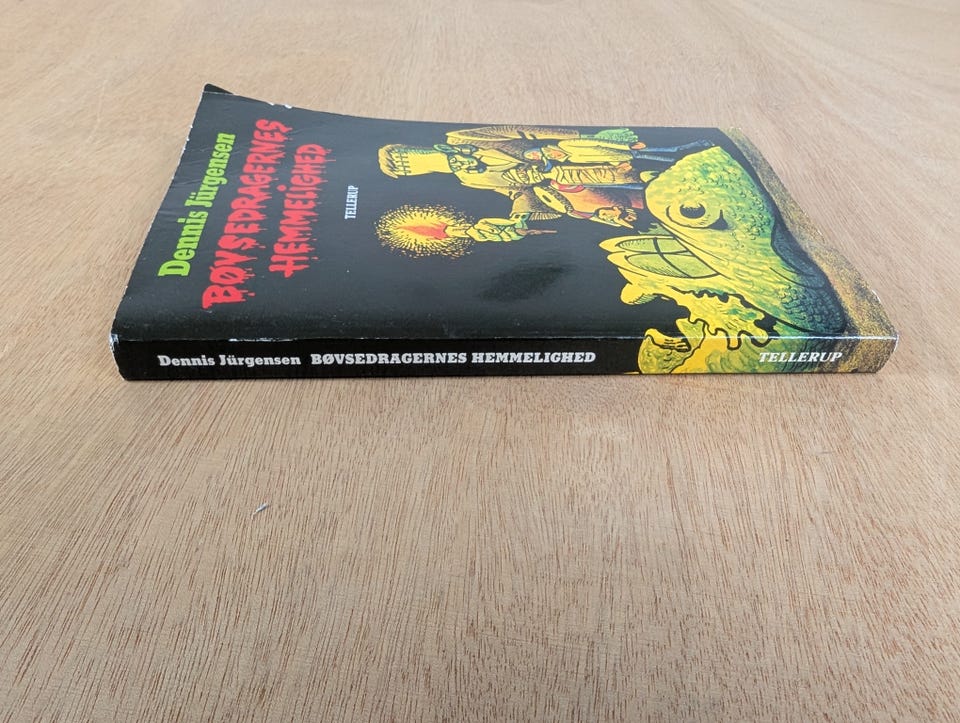 Dennis Jürgensen
BØVSEDRAGERNES
HEMMELIGHED
TELLERUP
Dennis Jürgensen BØVSEDRAGERNES HEMMELIGHED TELLERUP